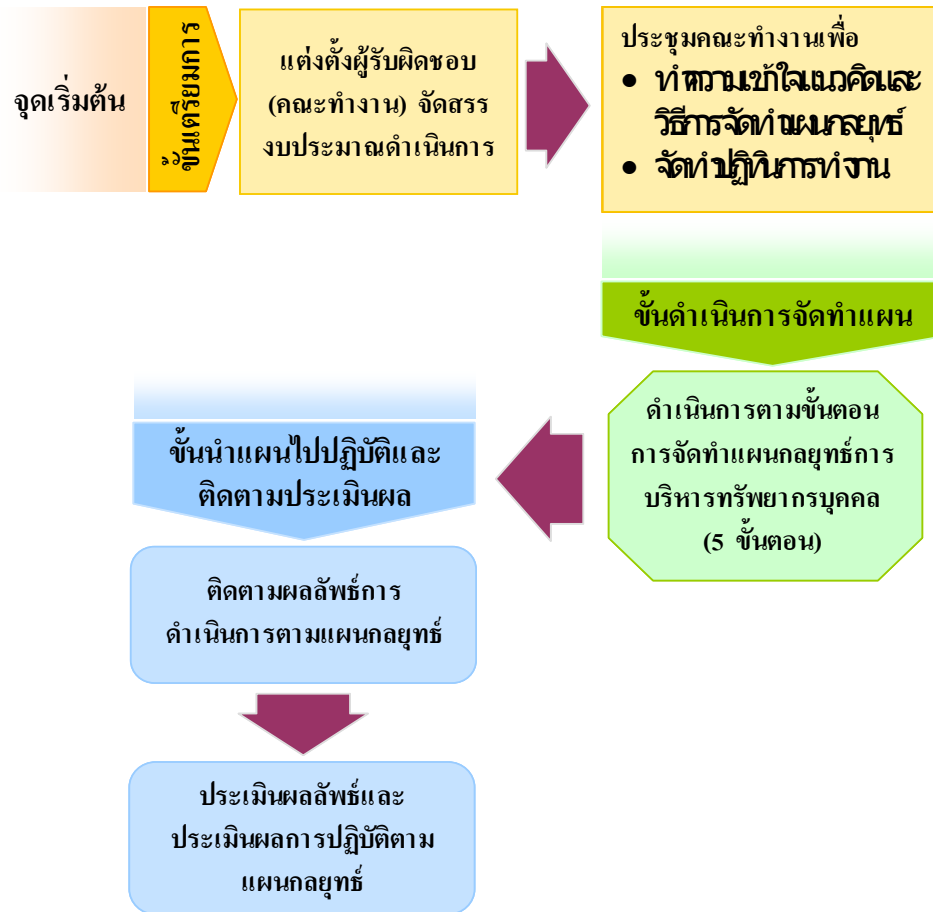 จุดเริ่มต้น
ขั้นเตรียมการ
แต่งตั้งผู้รับผิดชอบ
(คณะทำงาน) จัดสรร
งบประมาณดำเนินการ
ประชุมคณะทำงานเพื่อ
• ทำความเข้าใจแนวคิดและ
วิธีการจัดทำแผนกลยุทธ์
• จัดทำปฏิทินการทำงาน
ขั้นดำเนินการจัดทำแผน
ดำเนินการตามขั้นตอน
การจัดทำแผนกลยุทธ์การ
บริหารทรัพยากรบุคคล
(5 ขั้นตอน)
ขั้นนำแผนไปปฏิบัติและ
ติดตามประเมินผล
ติดตามผลลัพธ์การ
ดำเนินการตามแผนกลยุทธ์
ประเมินผลลัพธ์และ
ประเมินผลการปฏิบัติตาม
แผนกลยุทธ์